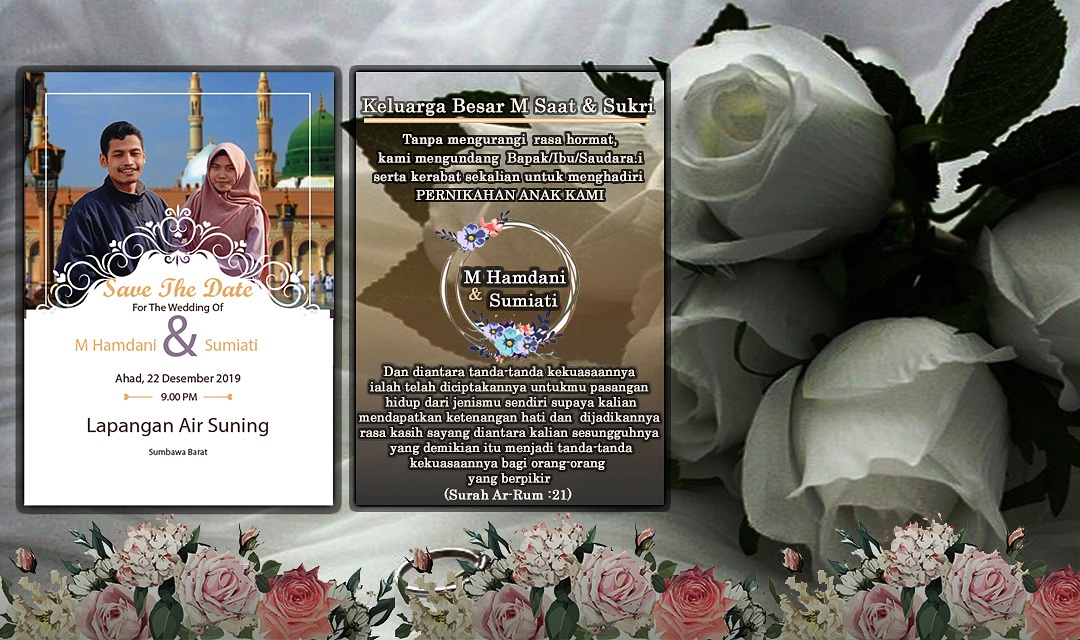 Save The Date
For The Wedding Of
M Hamdani & Sumiati
Ahad, 22 Desember 2019
9.00 PM
Lapangan Air Suning
Sumbawa Barat
Keluarga Besar M Saat & Sukri
Tanpa mengurangi rasa hormat,
kami mengundang Bapak/Ibu/Saudara.i
serta kerabat sekalian untuk menghadiri
PERNIKAHAN ANAK KAMI
M Hamdani
& Sumiati
Dan diantara tanda-tanda kekuasaannya
ialah telah diciptakannya untukmu pasangan
hidup dari jenismu sendiri supaya kalian
mendapatkan ketenangan hati dan dijadikannya
rasa kasih sayang diantara kalian sesungguhnya
yang demikian itu menjadi tanda-tanda
kekuasaannya bagi orang-orang
yang berpikir
(Surah Ar-Rum :21)